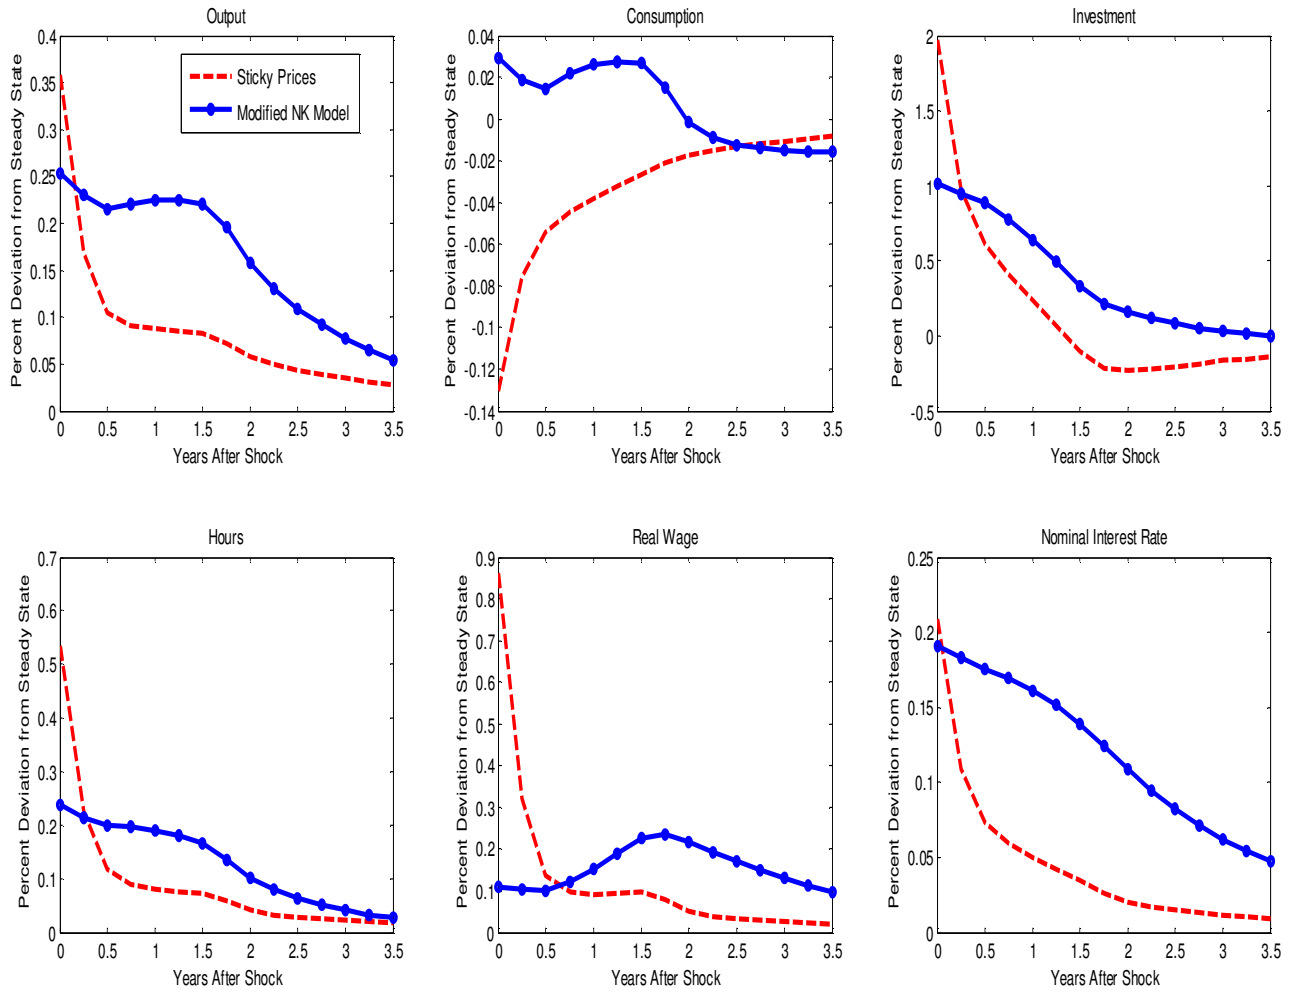 Output
Percent Deviation from Steady State
0.4
0.35
0.3
0.25
0.2
0.15
0.1
0.05
0
Sticky Prices
Modified NK Model
0 0.5 1 1.5 2 2.5 3 3.5
Years After Shock
Consumption
Percent Deviation from Steady State
0.04
0.02
0
-0.02
-0.04
-0.06
-0.08
-0.1
-0.12
-0.14
0 0.5 1 1.5 2 2.5 3 3.5
Years After Shock
Investment
Percent Deviation from Steady State
2
1.5
1
0.5
0
-0.5
0 0.5 1 1.5 2 2.5 3 3.5
Years After Shock
Hours
Percent Deviation from Steady State
0.7
0.6
0.5
0.4
0.3
0.2
0.1
0
0 0.5 1 1.5 2 2.5 3 3.5
Years After Shock
Real Wage
Percent Deviation from Steady State
0.9
0.8
0.7
0.6
0.5
0.4
0.3
0.2
0.1
0
0 0.5 1 1.5 2 2.5 3 3.5
Years After Shock
Nominal Interest Rate
Percent Deviation from Steady State
0.25
0.2
0.15
0.1
0.05
0
0 0.5 1 1.5 2 2.5 3 3.5
Years After Shock